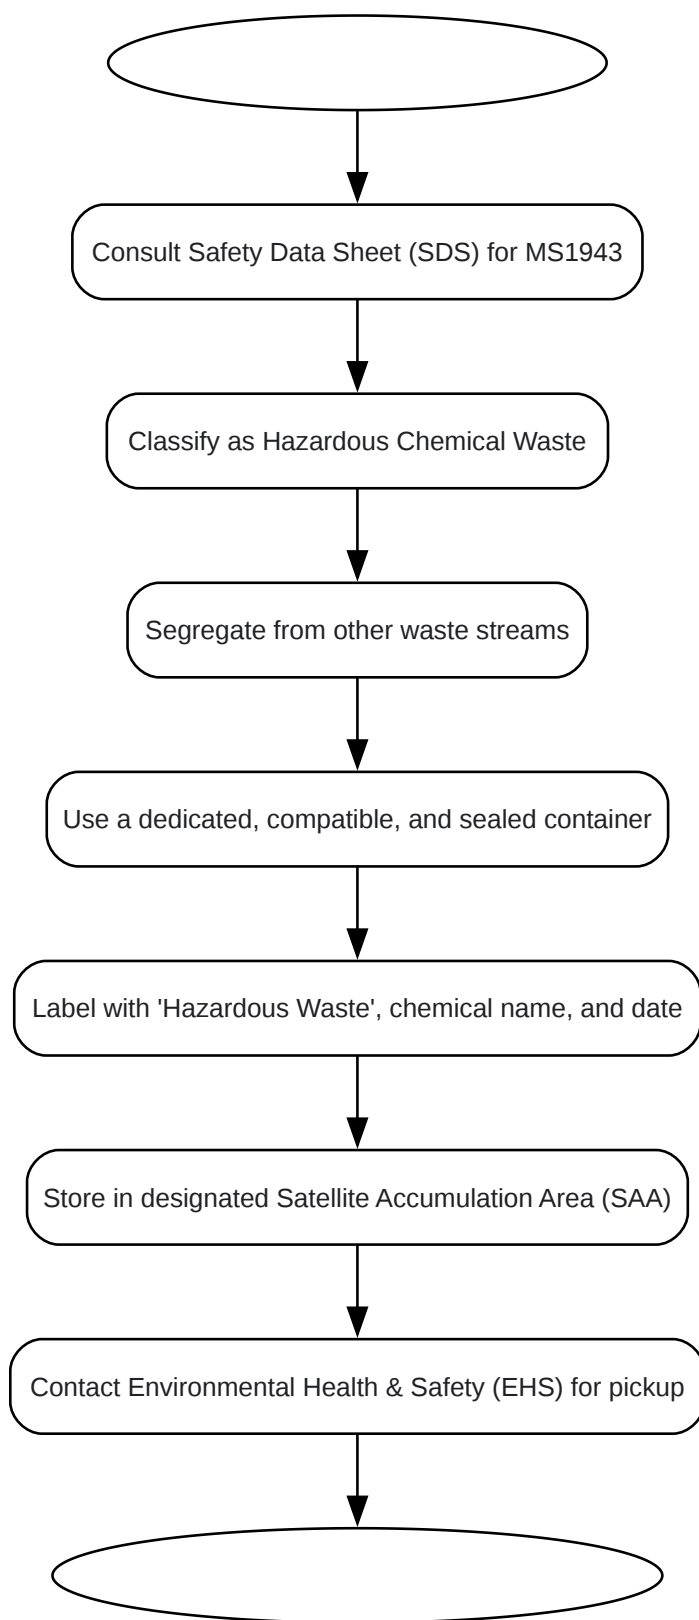 Consult Safety Data Sheet (SDS) for MS1943
Classify as Hazardous Chemical Waste
Segregate from other waste streams
Use a dedicated, compatible, and sealed container
Label with 'Hazardous Waste', chemical name, and date
Store in designated Satellite Accumulation Area (SAA)
Contact Environmental Health & Safety (EHS) for pickup